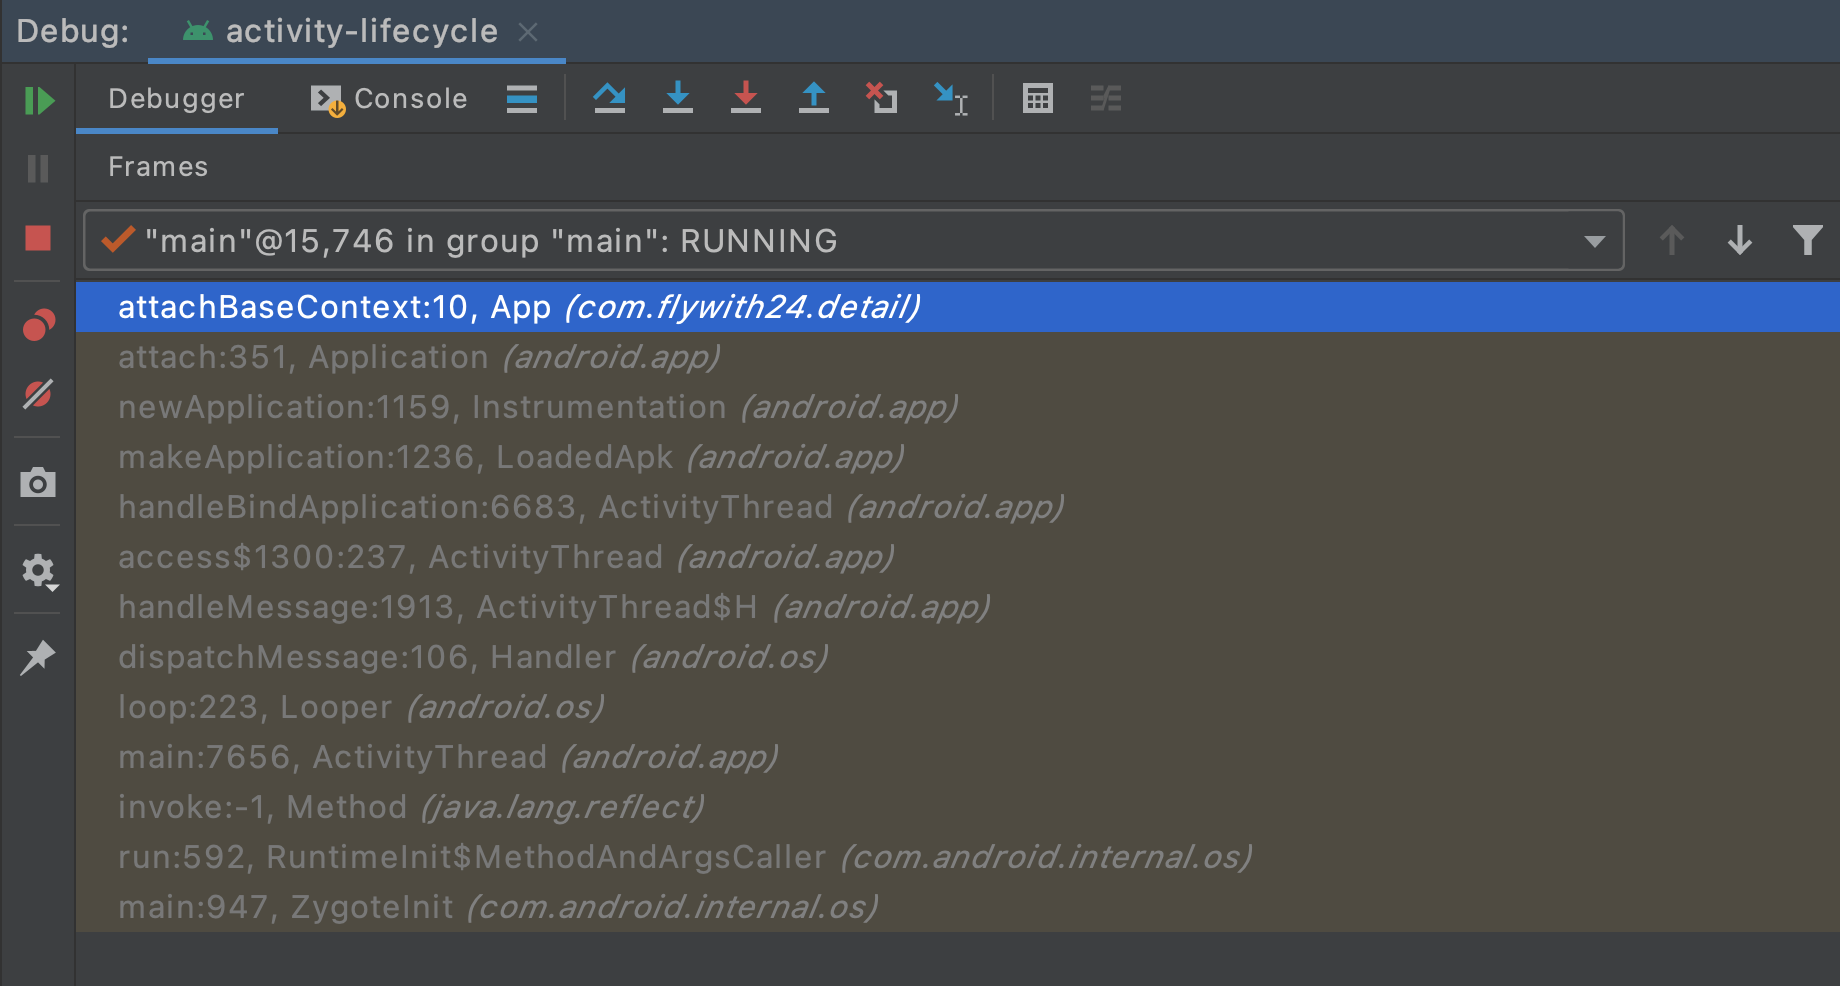 Debug: activity-lifecycle
Debugger Console
Frames
"main"@15,746 in group "main": RUNNING
attachBaseContext:10, App (com.flywith24.detail)
attach:351, Application (android.app)
newApplication:1159, Instrumentation (android.app)
makeApplication:1236, LoadedApk (android.app)
handleBindApplication:6683, ActivityThread (android.app)
access$1300:237, ActivityThread (android.app)
handleMessage:1913, ActivityThread$H (android.app)
dispatchMessage:106, Handler (android.os)
loop:223, Looper (android.os)
main:7656, ActivityThread (android.app)
invoke:-1, Method (java.lang.reflect)
run:592, RuntimeInit$MethodAndArgsCaller (com.android.internal.os)
main:947, ZygoteInit (com.android.internal.os)